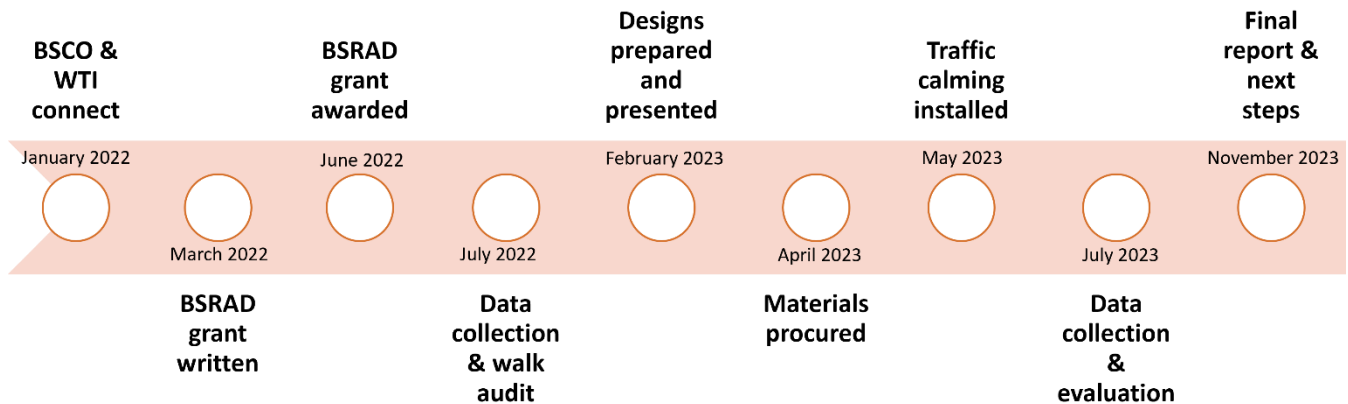 BSCO &
WTI
connect
January 2022
March 2022
BSRAD
grant
written
BSRAD
grant
awarded
June 2022
July 2022
Data
collection
& walk
audit
Designs
prepared
and
presented
February 2023
April 2023
Materials
procured
Traffic
calming
installed
May 2023
July 2023
Data
collection
&
evaluation
Final
report &
next
steps
November 2023